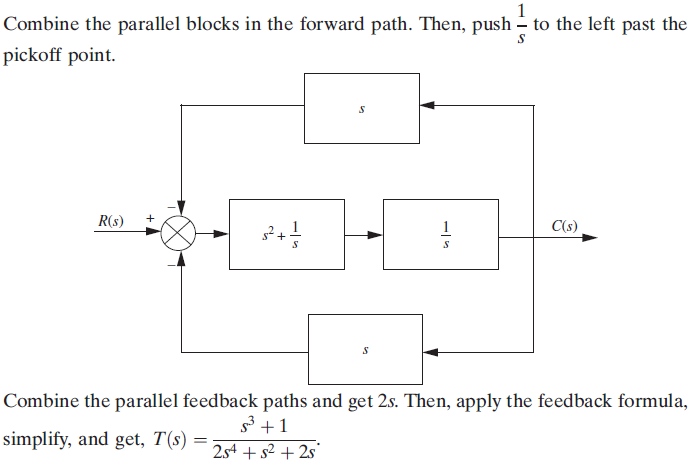 Combine the parallel blocks in the forward path. Then, push 1/s to the left past the
pickoff point.
s
−
R(s) +
s² + 1/s
1/s
C(s)
−
s
Combine the parallel feedback paths and get 2s. Then, apply the feedback formula,
simplify, and get, T(s) = (s³ + 1)/(2s⁴ + s² + 2s).